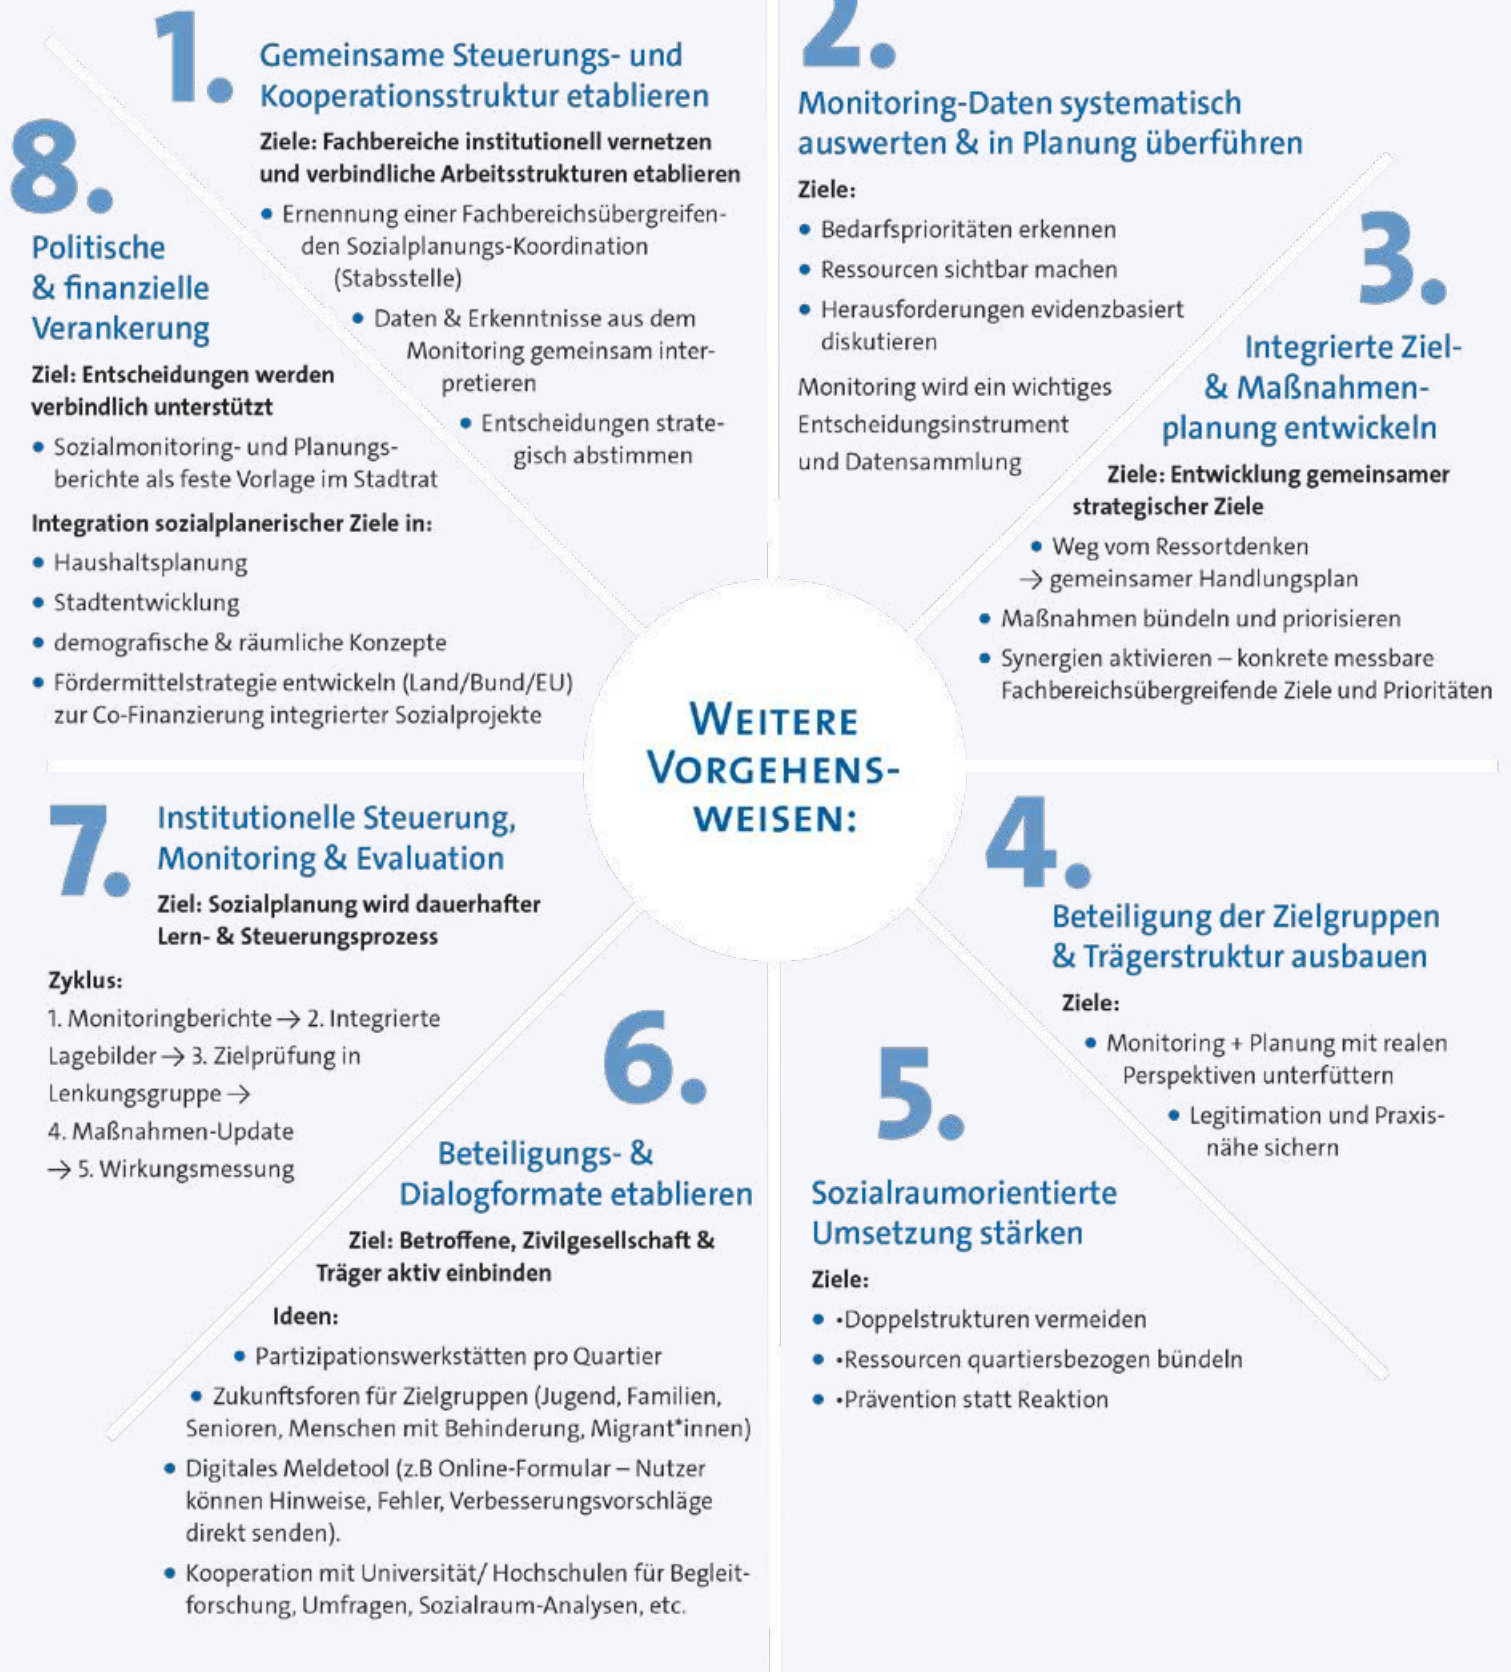 1.
Gemeinsame Steuerungs- und
Kooperationsstruktur etablieren
Ziele: Fachbereiche institutionell vernetzen
und verbindliche Arbeitsstrukturen etablieren
• Ernennung einer Fachbereichsübergreifen-
den Sozialplanungs-Koordination
(Stabsstelle)
• Daten & Erkenntnisse aus dem
Monitoring gemeinsam inter-
pretieren
• Entscheidungen strate-
gisch abstimmen
2.
Monitoring-Daten systematisch
auswerten & in Planung überführen
Ziele:
• Bedarfsprioritäten erkennen
• Ressourcen sichtbar machen
• Herausforderungen evidenzbasiert
diskutieren
Monitoring wird ein wichtiges
Entscheidungsinstrument
und Datensammlung
3.
Integrierte Ziel-
& Maßnahmen-
planung entwickeln
Ziele: Entwicklung gemeinsamer
strategischer Ziele
• Weg vom Ressortdenken
→ gemeinsamer Handlungsplan
• Maßnahmen bündeln und priorisieren
• Synergien aktivieren – konkrete messbare
Fachbereichsübergreifende Ziele und Prioritäten
WEITERE
VORGEHENS-
WEISEN:
4.
Beteiligung der Zielgruppen
& Trägerstruktur ausbauen
Ziele:
• Monitoring + Planung mit realen
Perspektiven unterfüttern
• Legitimation und Praxis-
nähe sichern
5.
Sozialraumorientierte
Umsetzung stärken
Ziele:
• •Doppelstrukturen vermeiden
• •Ressourcen quartiersbezogen bündeln
• •Prävention statt Reaktion
6.
Beteiligungs- &
Dialogformate etablieren
Ziel: Betroffene, Zivilgesellschaft &
Träger aktiv einbinden
Ideen:
• Partizipationswerkstätten pro Quartier
• Zukunftsforen für Zielgruppen (Jugend, Familien,
Senioren, Menschen mit Behinderung, Migrant*innen)
• Digitales Meldetool (z.B Online-Formular – Nutzer
können Hinweise, Fehler, Verbesserungsvorschläge
direkt senden).
• Kooperation mit Universität/ Hochschulen für Begleit-
forschung, Umfragen, Sozialraum-Analysen, etc.
7.
Institutionelle Steuerung,
Monitoring & Evaluation
Ziel: Sozialplanung wird dauerhafter
Lern- & Steuerungsprozess
Zyklus:
1. Monitoringberichte → 2. Integrierte
Lagebilder → 3. Zielprüfung in
Lenkungsgruppe →
4. Maßnahmen-Update
→ 5. Wirkungsmessung
8.
Politische
& finanzielle
Verankerung
Ziel: Entscheidungen werden
verbindlich unterstützt
• Sozialmonitoring- und Planungs-
berichte als feste Vorlage im Stadtrat
Integration sozialplanerischer Ziele in:
• Haushaltsplanung
• Stadtentwicklung
• demografische & räumliche Konzepte
• Fördermittelstrategie entwickeln (Land/Bund/EU)
zur Co-Finanzierung integrierter Sozialprojekte